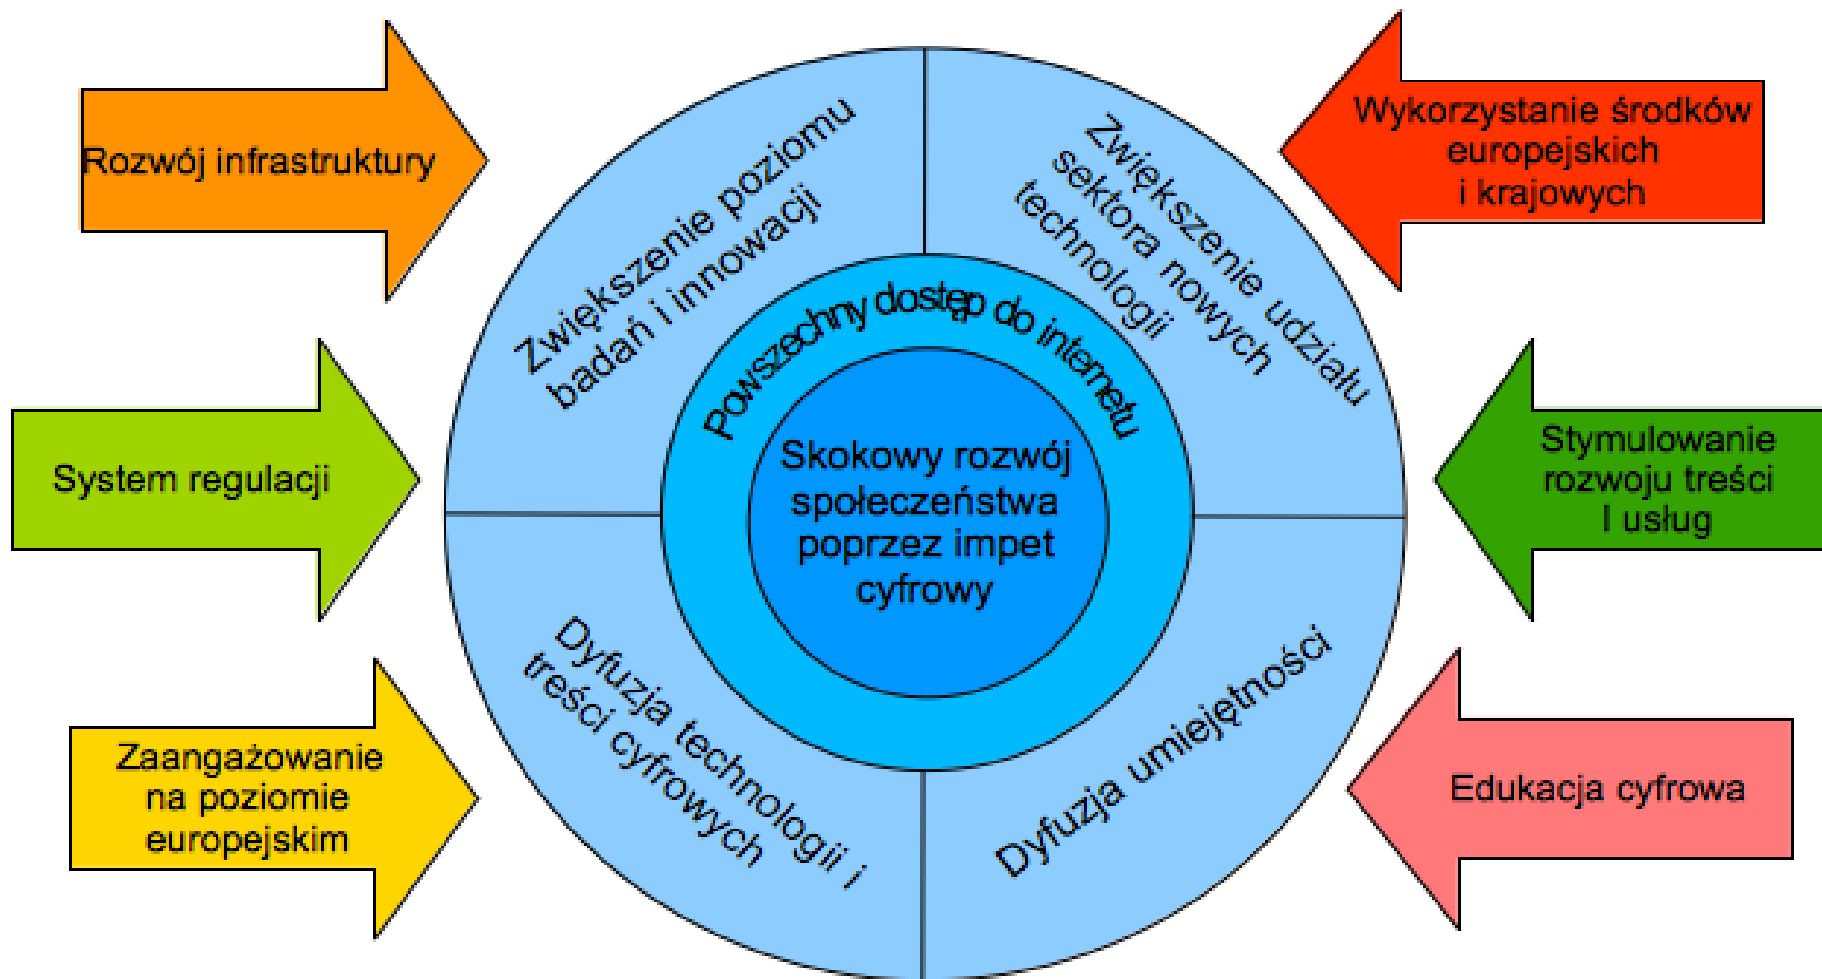 Rozwój infrastruktury
System regulacji
Zaangażowanie
na poziomie
europejskim
Zwiększenie poziomu
badań i innowacji
Zwiększenie udziału
sektora nowych
technologii
Powszechny dostęp do internetu
Skokowy rozwój
społeczeństwa
poprzez impet
cyfrowy
Dyfuzja technologii i
treści cyfrowych
Dyfuzja umiejętności
Wykorzystanie środków
europejskich
i krajowych
Stymulowanie
rozwoju treści
I usług
Edukacja cyfrowa